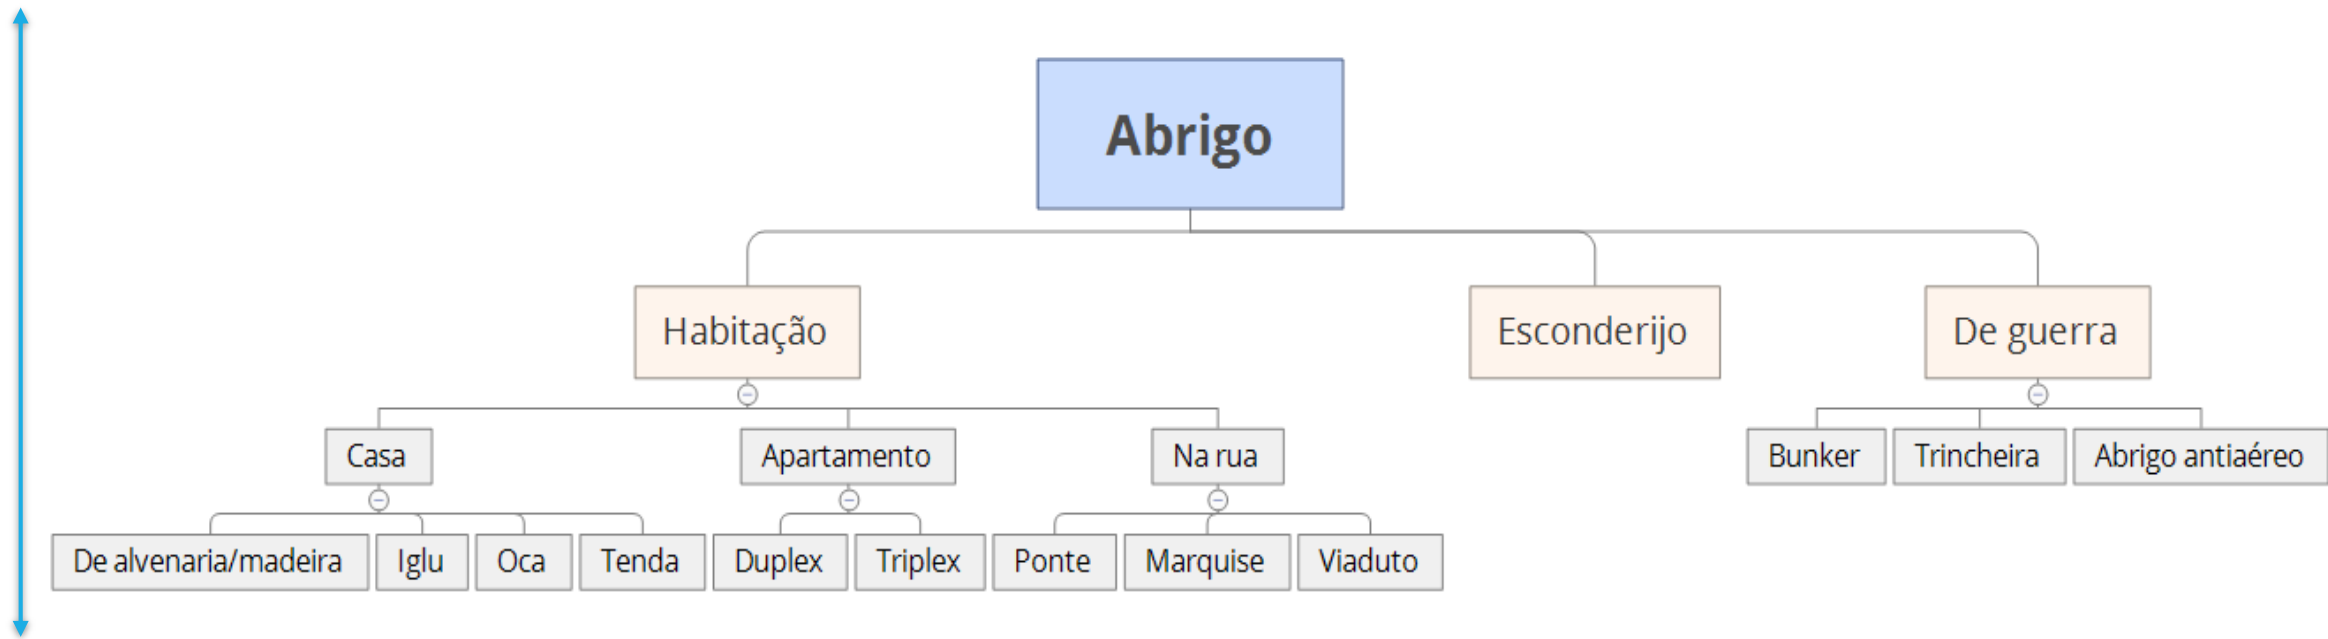 Abrigo
Habitação
Esconderijo
De guerra
Casa
Apartamento
Na rua
Bunker
Trincheira
Abrigo antiaéreo
De alvenaria/madeira
Iglu
Oca
Tenda
Duplex
Triplex
Ponte
Marquise
Viaduto